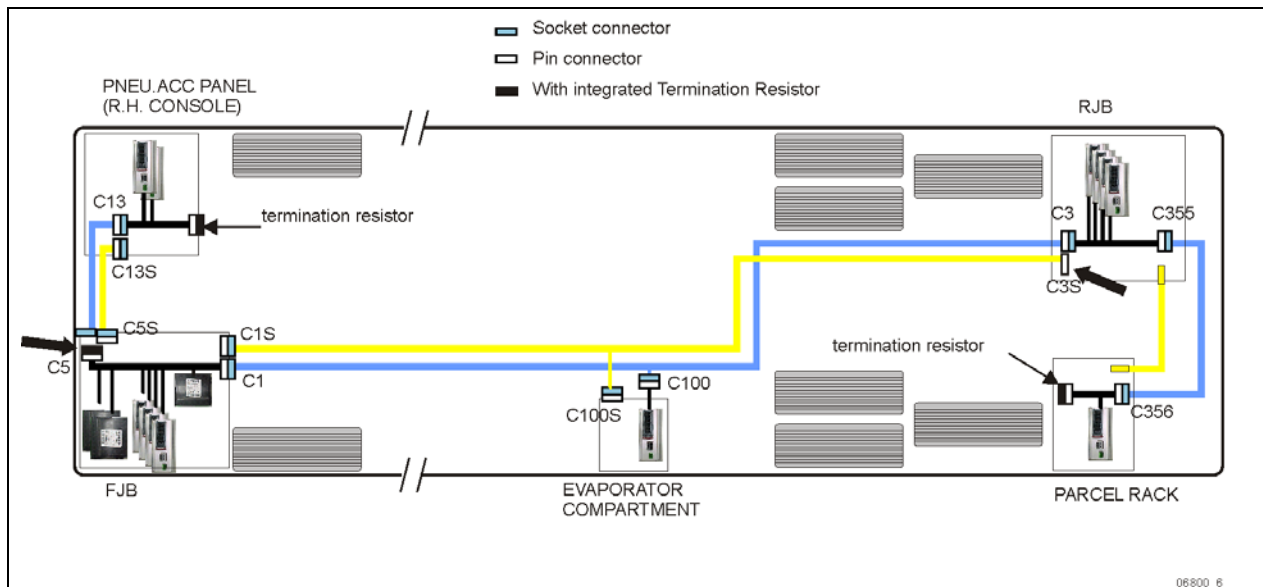 Socket connector
Pin connector
With integrated Termination Resistor
PNEU.ACC PANEL
(R.H. CONSOLE)
RJB
C13
termination resistor
C3
C355
C13S
C3S
C5S
C1S
C5
C1
termination resistor
C100
C100S
C356
FJB
EVAPORATOR
COMPARTMENT
PARCEL RACK
06800_6